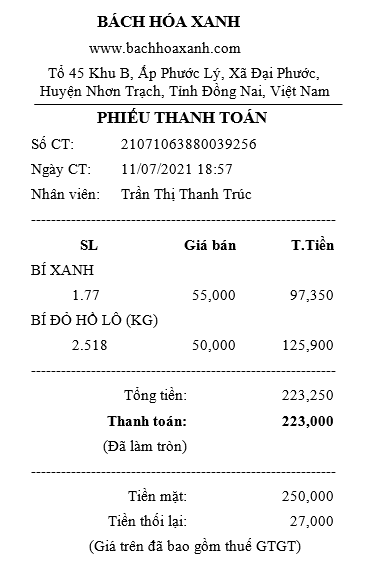 BÁCH HÓA XANH
www.bachhoaxanh.com
Tổ 45 Khu B, Ấp Phước Lý, Xã Đại Phước,
Huyện Nhơn Trạch, Tỉnh Đồng Nai, Việt Nam
PHIẾU THANH TOÁN
Số CT: 21071063880039256
Ngày CT: 11/07/2021 18:57
Nhân viên: Trần Thị Thanh Trúc
SL Giá bán T.Tiền
BÍ XANH
1.77 55,000 97,350
BÍ ĐỎ HỒ LÔ (KG)
2.518 50,000 125,900
Tổng tiền: 223,250
Thanh toán: 223,000
(Đã làm tròn)
Tiền mặt: 250,000
Tiền thối lại: 27,000
(Giá trên đã bao gồm thuế GTGT)